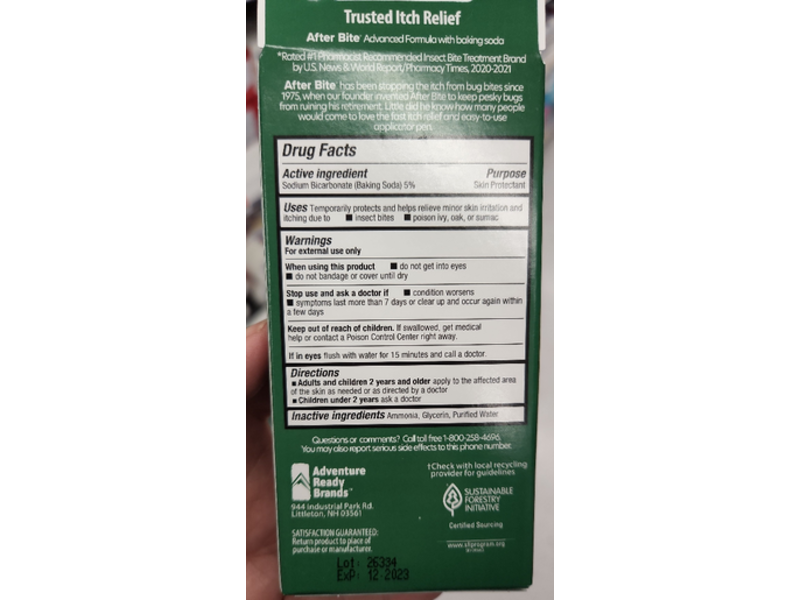 Trusted Itch Relief
After Bite® Advanced Formula with baking soda
*Rated #1 Pharmacist Recommended Insect Bite Treatment Brand
by U.S. News & World Report/Pharmacy Times, 2020-2021
After Bite® has been stopping the itch from bug bites since
1975, when our founder invented After Bite to keep pesky bugs
from ruining his retirement. Little did he know how many people
would come to love the fast itch relief and easy-to-use
applicator pen.
Drug Facts
Active ingredient Purpose
Sodium Bicarbonate (Baking Soda) 5% Skin Protectant
Uses Temporarily protects and helps relieve minor skin irritation and
itching due to ■ insect bites ■ poison ivy, oak, or sumac
Warnings
For external use only
When using this product ■ do not get into eyes
■ do not bandage or cover until dry
Stop use and ask a doctor if ■ condition worsens
■ symptoms last more than 7 days or clear up and occur again within
a few days
Keep out of reach of children. If swallowed, get medical
help or contact a Poison Control Center right away.
If in eyes flush with water for 15 minutes and call a doctor.
Directions
■ Adults and children 2 years and older apply to the affected area
of the skin as needed or as directed by a doctor
■ Children under 2 years ask a doctor
Inactive ingredients Ammonia, Glycerin, Purified Water
Questions or comments? Call toll free 1-800-258-4696.
You may also report serious side effects to this phone number.
Adventure
Ready
Brands™
944 Industrial Park Rd.
Littleton, NH 03561
SATISFACTION GUARANTEED:
Return product to place of
purchase or manufacturer.
†Check with local recycling
provider for guidelines
SUSTAINABLE
FORESTRY
INITIATIVE
Certified Sourcing
www.sfiprogram.org
Lot: 26334
EXP: 12-2023